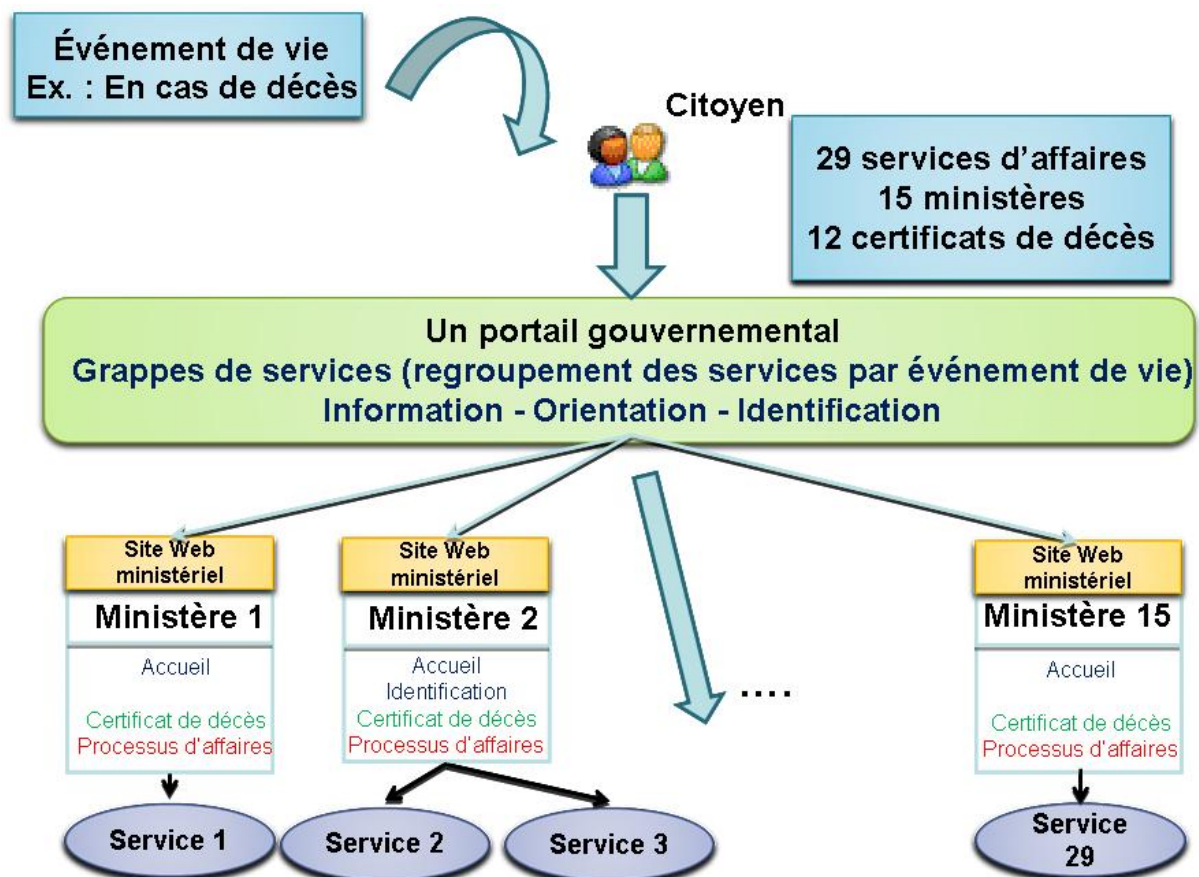 Événement de vie
Ex. : En cas de décès
Citoyen
29 services d'affaires
15 ministères
12 certificats de décès
Un portail gouvernemental
Grappes de services (regroupement des services par événement de vie)
Information - Orientation - Identification
Site Web
ministériel
Ministère 1
Accueil
Certificat de décès
Processus d'affaires
Service 1
Site Web
ministériel
Ministère 2
Accueil
Identification
Certificat de décès
Processus d'affaires
Service 2
Service 3
....
Site Web
ministériel
Ministère 15
Accueil
Certificat de décès
Processus d'affaires
Service
29